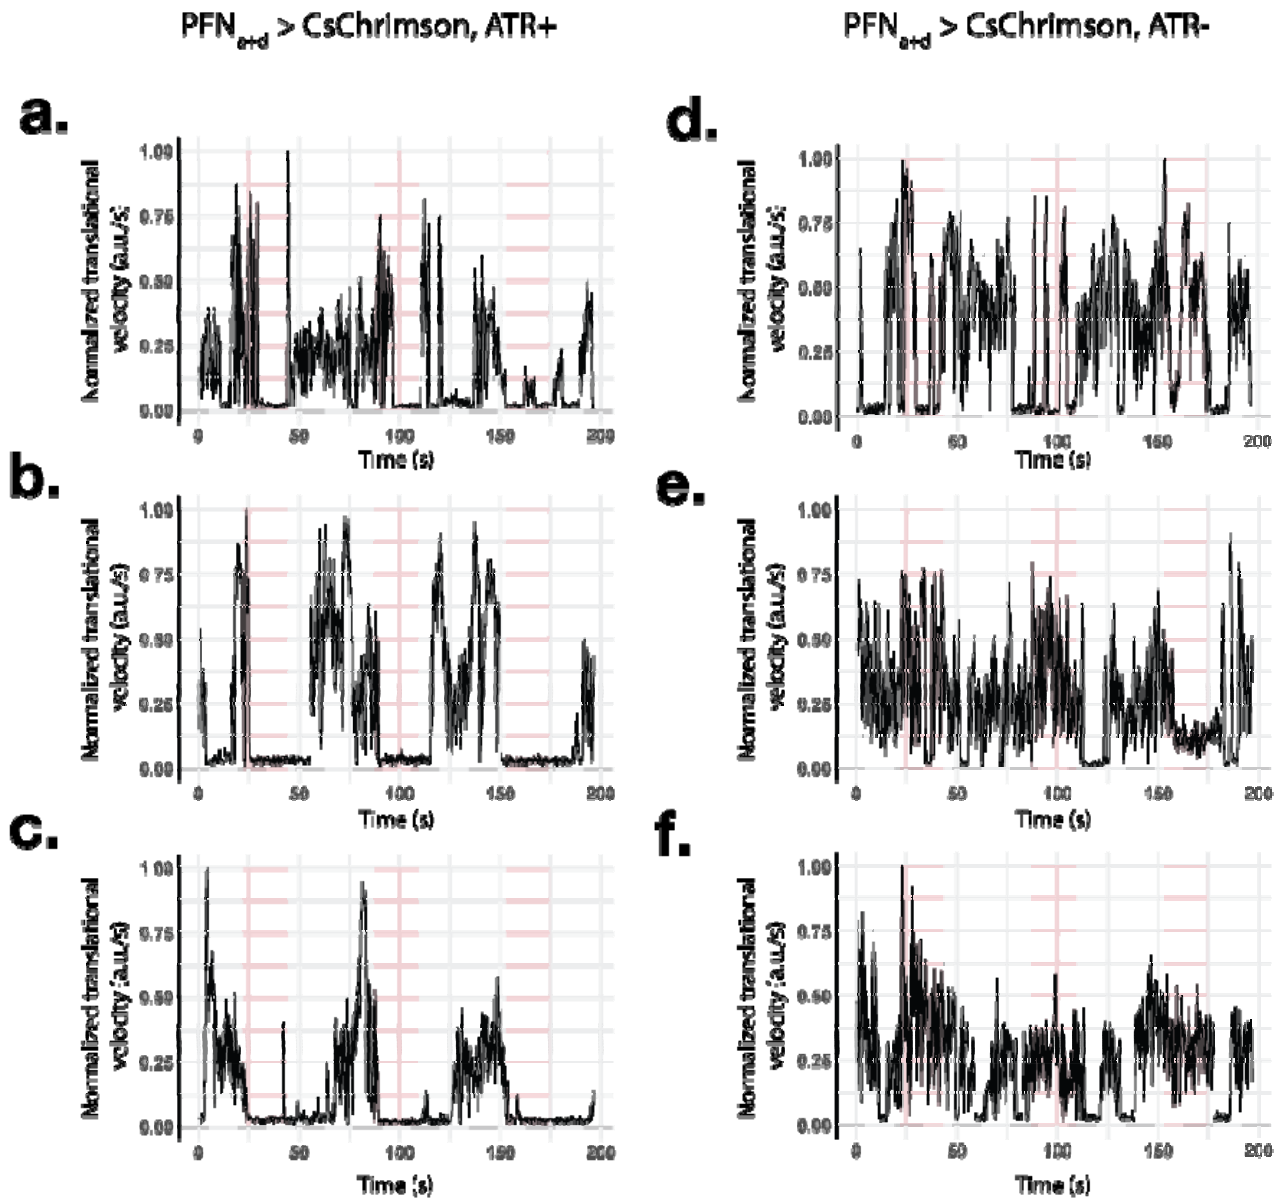 PFNa+d > CsChrimson, ATR+
PFNa+d > CsChrimson, ATR-
a.
Normalized translational
velocity (a.u./s)
1.00
0.75
0.50
0.25
0.00
0 50 100 150 200
Time (s)
b.
Normalized translational
velocity (a.u./s)
1.00
0.75
0.50
0.25
0.00
0 50 100 150 200
Time (s)
c.
Normalized translational
velocity (a.u./s)
1.00
0.75
0.50
0.25
0.00
0 50 100 150 200
Time (s)
d.
Normalized translational
velocity (a.u./s)
1.00
0.75
0.50
0.25
0.00
0 50 100 150 200
Time (s)
e.
Normalized translational
velocity (a.u./s)
1.00
0.75
0.50
0.25
0.00
0 50 100 150 200
Time (s)
f.
Normalized translational
velocity (a.u./s)
1.00
0.75
0.50
0.25
0.00
0 50 100 150 200
Time (s)